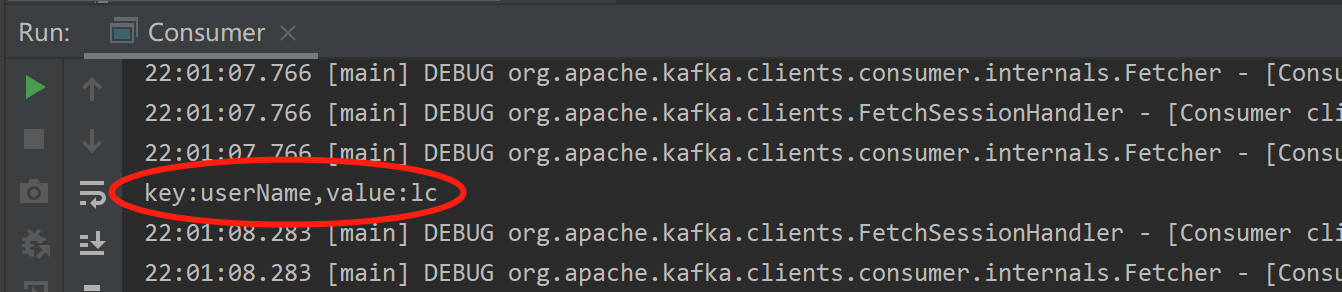 Run: Consumer
22:01:07.766 [main] DEBUG org.apache.kafka.clients.consumer.internals.Fetcher - [Consu
22:01:07.766 [main] DEBUG org.apache.kafka.clients.FetchSessionHandler - [Consumer cli
22:01:07.766 [main] DEBUG org.apache.kafka.clients.consumer.internals.Fetcher - [Consu
key:userName,value:lc
22:01:08.283 [main] DEBUG org.apache.kafka.clients.FetchSessionHandler - [Consumer cli
22:01:08.283 [main] DEBUG org.apache.kafka.clients.consumer.internals.Fetcher - [Consu